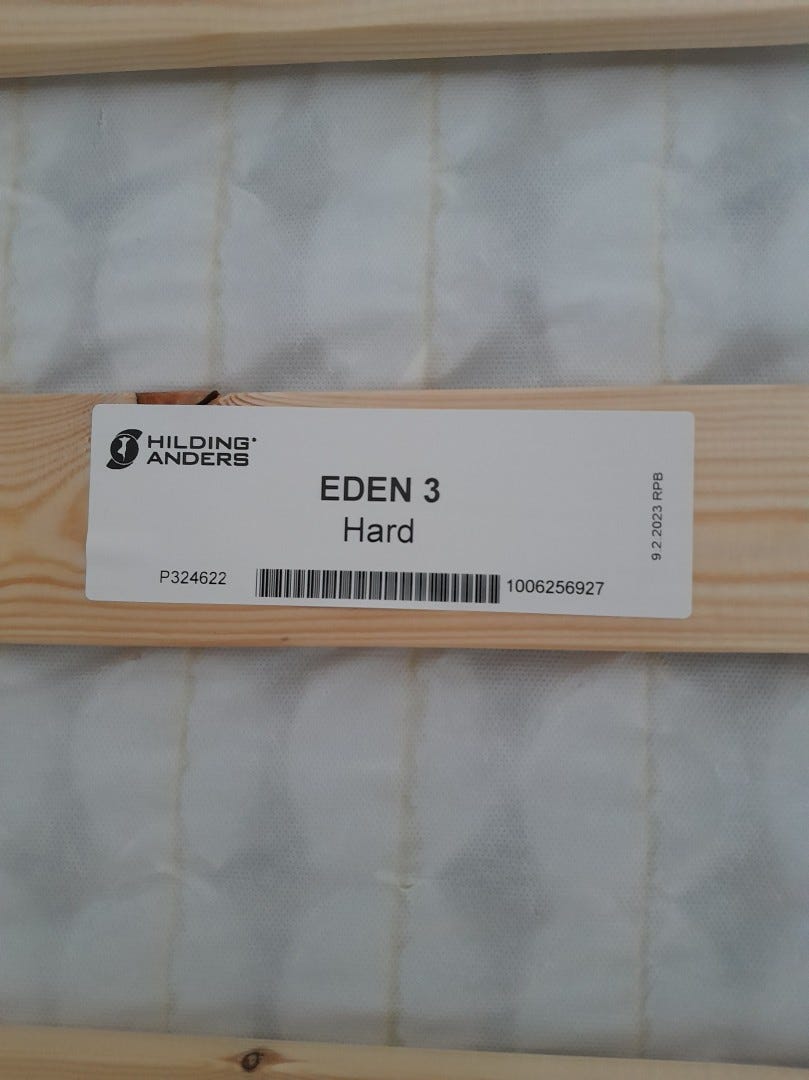 HILDING
ANDERS
EDEN 3
Hard
P324622
1006256927
9.2.2023 RPB